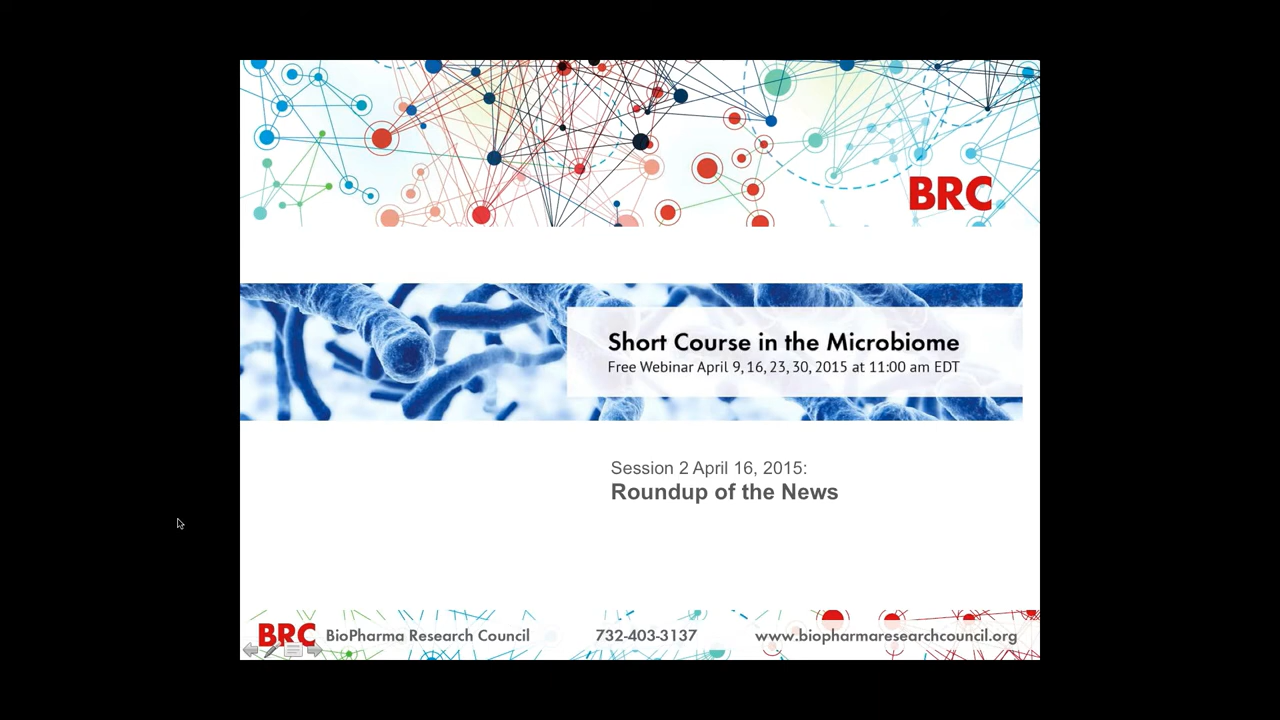 BRC
Short Course in the Microbiome
Free Webinar April 9, 16, 23, 30, 2015 at 11:00 am EDT
Session 2 April 16, 2015:
Roundup of the News
BRC BioPharma Research Council 732-403-3137 www.biopharmaresearchcouncil.org